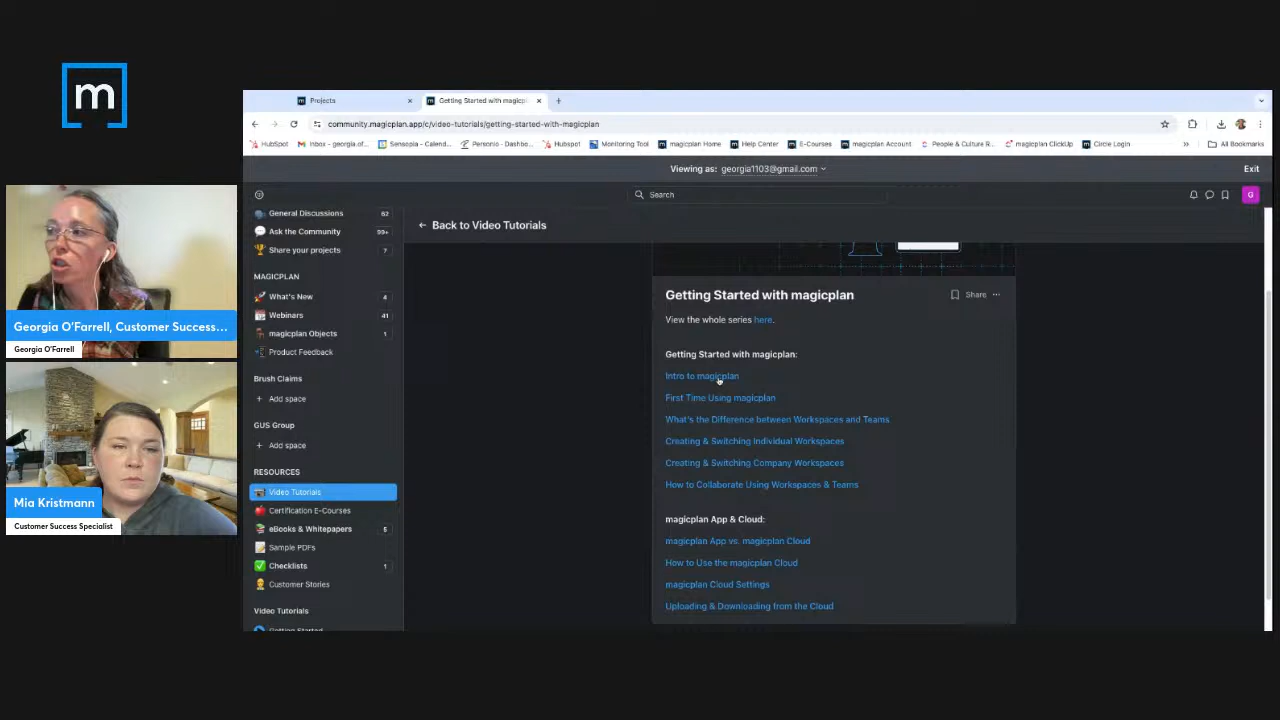 m
Projects
Getting Started with magicpl
community.magicplan.app/c/video-tutorials/getting-started-with-magicplan
HubSpot
Inbox - georgia.of...
Sensopia - Calend...
Personio - Dashbo...
Hubspot
Monitoring Tool
magicplan Home
Help Center
E-Courses
magicplan Account
People & Culture R...
magicplan ClickUp
Circle Login
»
All Bookmarks
Viewing as: georgia1103@gmail.com
Exit
Search
G
General Discussions 62
Ask the Community 99+
Share your projects 7
MAGICPLAN
What's New 4
Webinars 41
magicplan Objects 1
Product Feedback
Brush Claims
+ Add space
GUS Group
+ Add space
RESOURCES
Video Tutorials
Certification E-Courses
eBooks & Whitepapers 5
Sample PDFs
Checklists 1
Customer Stories
Video Tutorials
Getting Started
← Back to Video Tutorials
Getting Started with magicplan
Share ...
View the whole series here.
Getting Started with magicplan:
Intro to magicplan
First Time Using magicplan
What's the Difference between Workspaces and Teams
Creating & Switching Individual Workspaces
Creating & Switching Company Workspaces
How to Collaborate Using Workspaces & Teams
magicplan App & Cloud:
magicplan App vs. magicplan Cloud
How to Use the magicplan Cloud
magicplan Cloud Settings
Uploading & Downloading from the Cloud
Georgia O'Farrell, Customer Success...
Georgia O'Farrell
Mia Kristmann
Customer Success Specialist